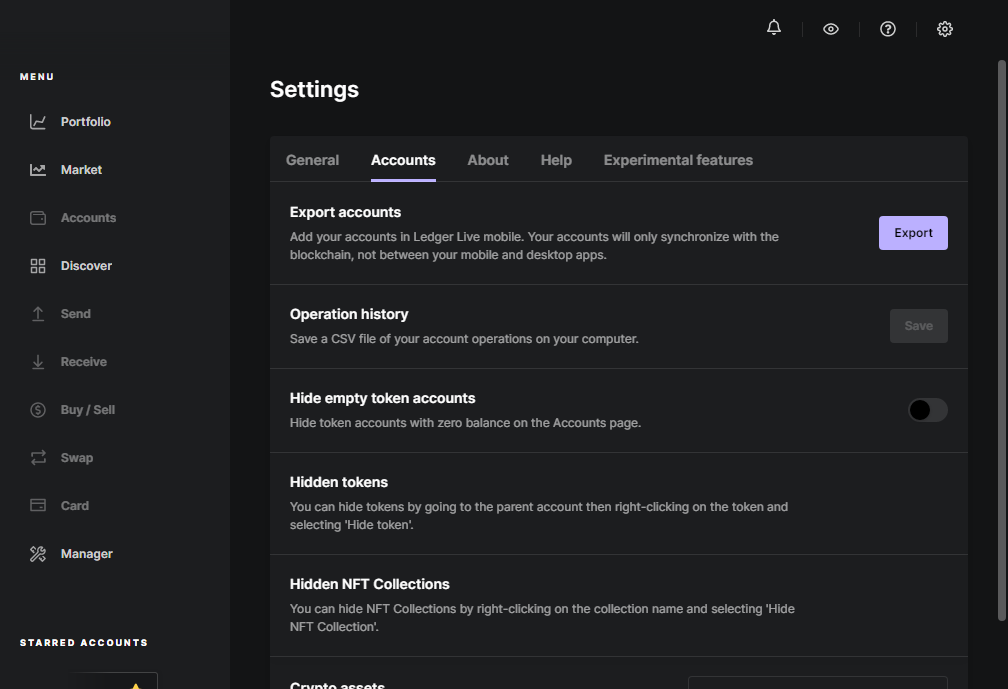 MENU
Portfolio
Market
Accounts
Discover
Send
Receive
Buy / Sell
Swap
Card
Manager
STARRED ACCOUNTS
Settings
General Accounts About Help Experimental features
Export accounts
Add your accounts in Ledger Live mobile. Your accounts will only synchronize with the
blockchain, not between your mobile and desktop apps.
Export
Operation history
Save a CSV file of your account operations on your computer.
Save
Hide empty token accounts
Hide token accounts with zero balance on the Accounts page.
Hidden tokens
You can hide tokens by going to the parent account then right-clicking on the token and
selecting 'Hide token'.
Hidden NFT Collections
You can hide NFT Collections by right-clicking on the collection name and selecting 'Hide
NFT Collection'.
Crypto assets